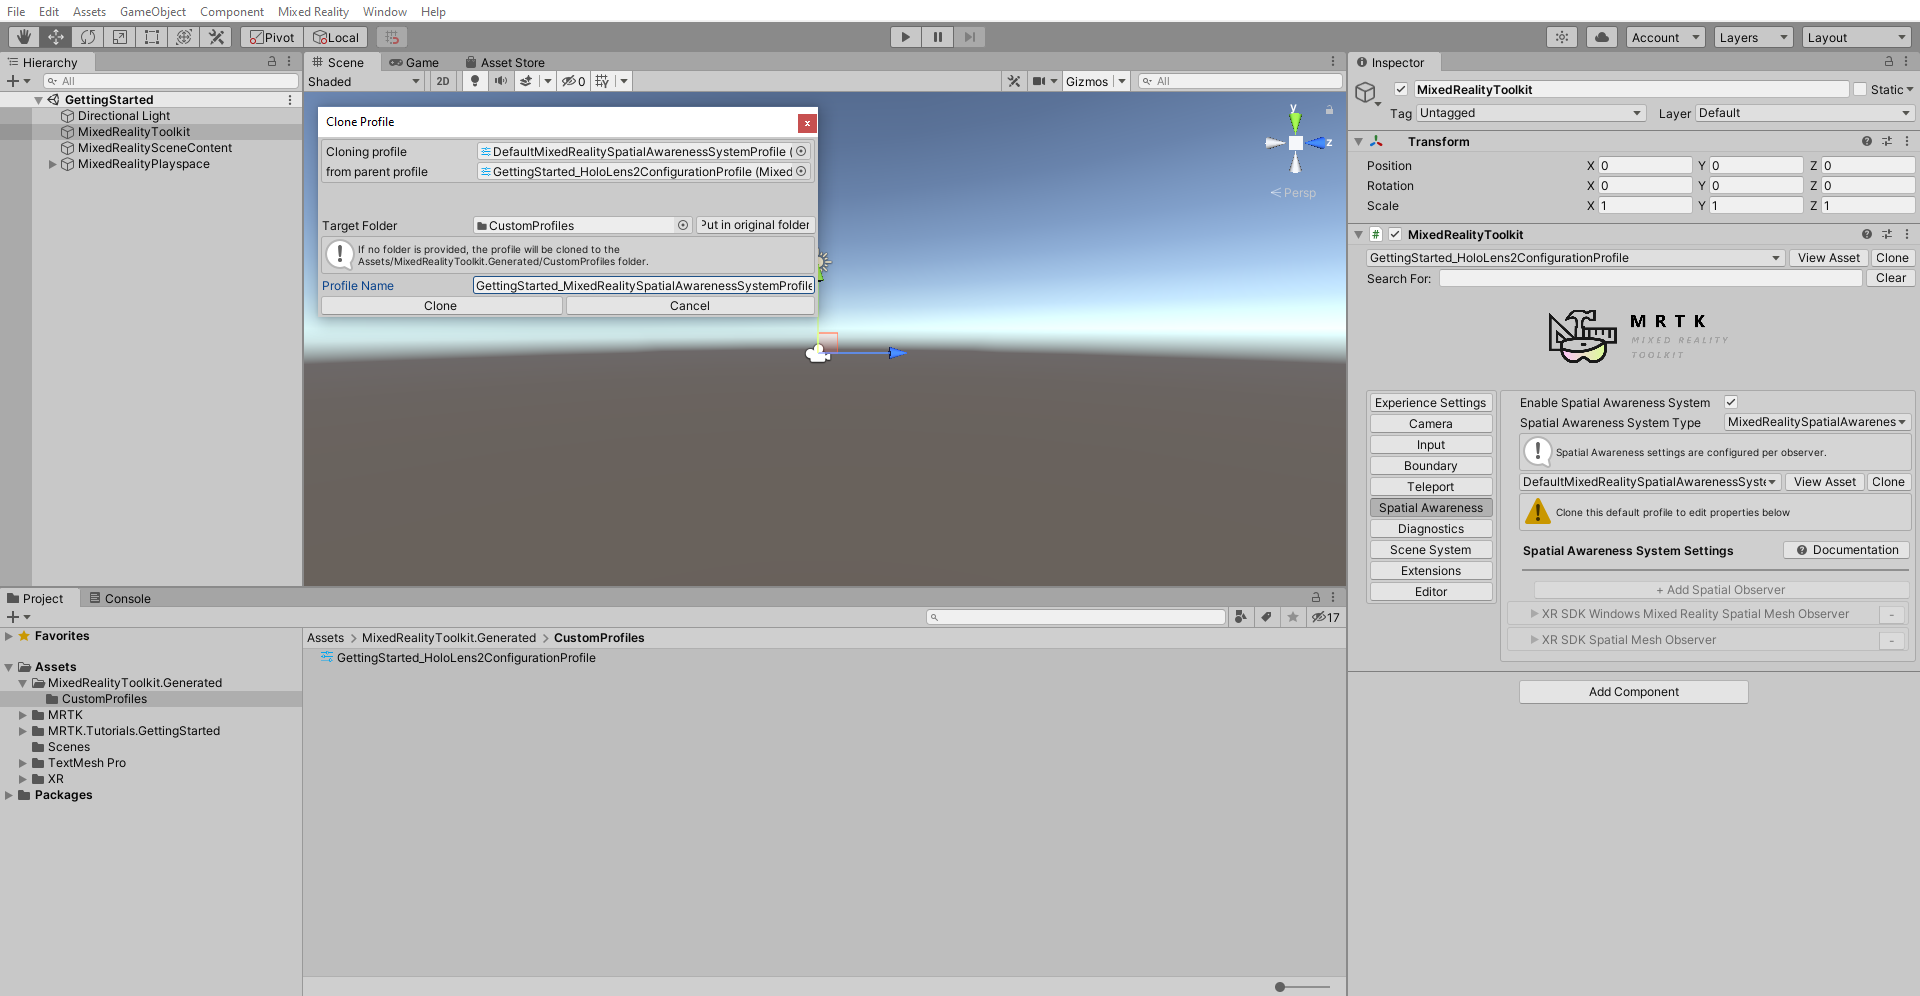 File Edit Assets GameObject Component Mixed Reality Window Help
Pivot Local Account Layers Layout
Hierarchy
All
GettingStarted
Directional Light
MixedRealityToolkit
MixedRealitySceneContent
MixedRealityPlayspace
Scene Game Asset Store
Shaded 2D 0 Gizmos All
y
z
Persp
Clone Profile
x
Cloning profile DefaultMixedRealitySpatialAwarenessSystemProfile (
from parent profile GettingStarted_HoloLens2ConfigurationProfile (Mixed
Target Folder CustomProfiles Put in original folder
If no folder is provided, the profile will be cloned to the
Assets/MixedRealityToolkit.Generated/CustomProfiles folder.
Profile Name GettingStarted_MixedRealitySpatialAwarenessSystemProfile
Clone Cancel
Project Console
17
Favorites
Assets
MixedRealityToolkit.Generated
CustomProfiles
MRTK
MRTK.Tutorials.GettingStarted
Scenes
TextMesh Pro
XR
Packages
Assets > MixedRealityToolkit.Generated > CustomProfiles
GettingStarted_HoloLens2ConfigurationProfile
Inspector
MixedRealityToolkit Static
Tag Untagged Layer Default
Transform
Position X 0 Y 0 Z 0
Rotation X 0 Y 0 Z 0
Scale X 1 Y 1 Z 1
# MixedRealityToolkit
GettingStarted_HoloLens2ConfigurationProfile View Asset Clone
Search For: Clear
MRTK
MIXED REALITY
TOOLKIT
Experience Settings
Camera
Input
Boundary
Teleport
Spatial Awareness
Diagnostics
Scene System
Extensions
Editor
Enable Spatial Awareness System
Spatial Awareness System Type MixedRealitySpatialAwarenes
Spatial Awareness settings are configured per observer.
DefaultMixedRealitySpatialAwarenessSyste View Asset Clone
Clone this default profile to edit properties below
Spatial Awareness System Settings Documentation
+ Add Spatial Observer
XR SDK Windows Mixed Reality Spatial Mesh Observer -
XR SDK Spatial Mesh Observer -
Add Component